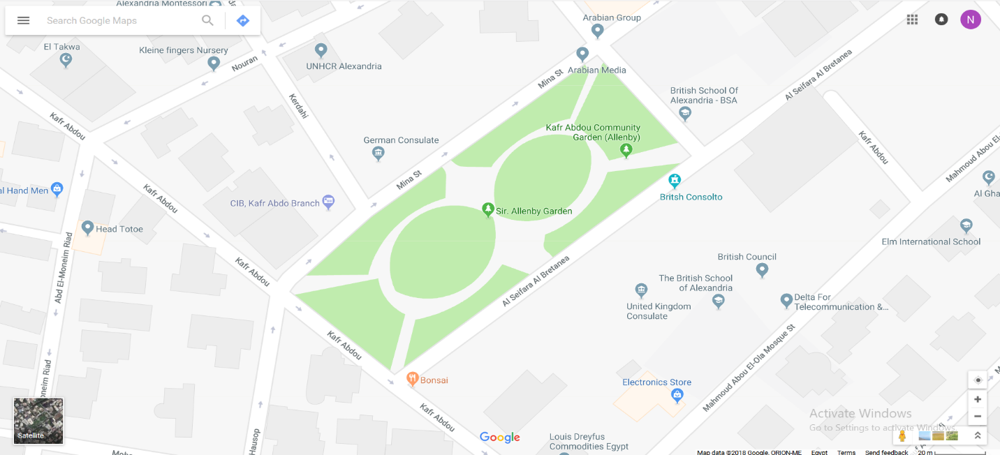 Alexandria Montessori
Search Google Maps
Arabian Group
N
El Takwa
Kleine fingers Nursery
Nouran
UNHCR Alexandria
Mina St
Arabian Media
Al Seifara Al Bretanea
British School Of
Alexandria - BSA
Kerdahi
Kafr Abdou
Kafr Abdou Community
Garden (Allenby)
German Consulate
Kafr Abdou
Mahmoud Abou El-
Mina St
Kafr Abdou
al Hand Men
CIB, Kafr Abdo Branch
Britsh Consolto
Al Gha
Sir. Allenby Garden
Head Totoe
Elm International School
Abd El-Moneim Riad
Kafr Abdou
British Council
Al Seifara Al Bretanea
The British School
of Alexandria
United Kingdom
Consulate
Delta For
Telecommunication &...
Kafr Abdou
Mahmoud Abou El-Ola Mosque St
Bonsai
Electronics Store
oneim Riad
Kafr Abdou
Activate Windows
Go to Settings to activate Windows.
Satellite
Hausop
Google
Louis Dreyfus
Commodities Egypt
Map data ©2018 Google, ORION-ME Egypt Terms Send feedback 20 m